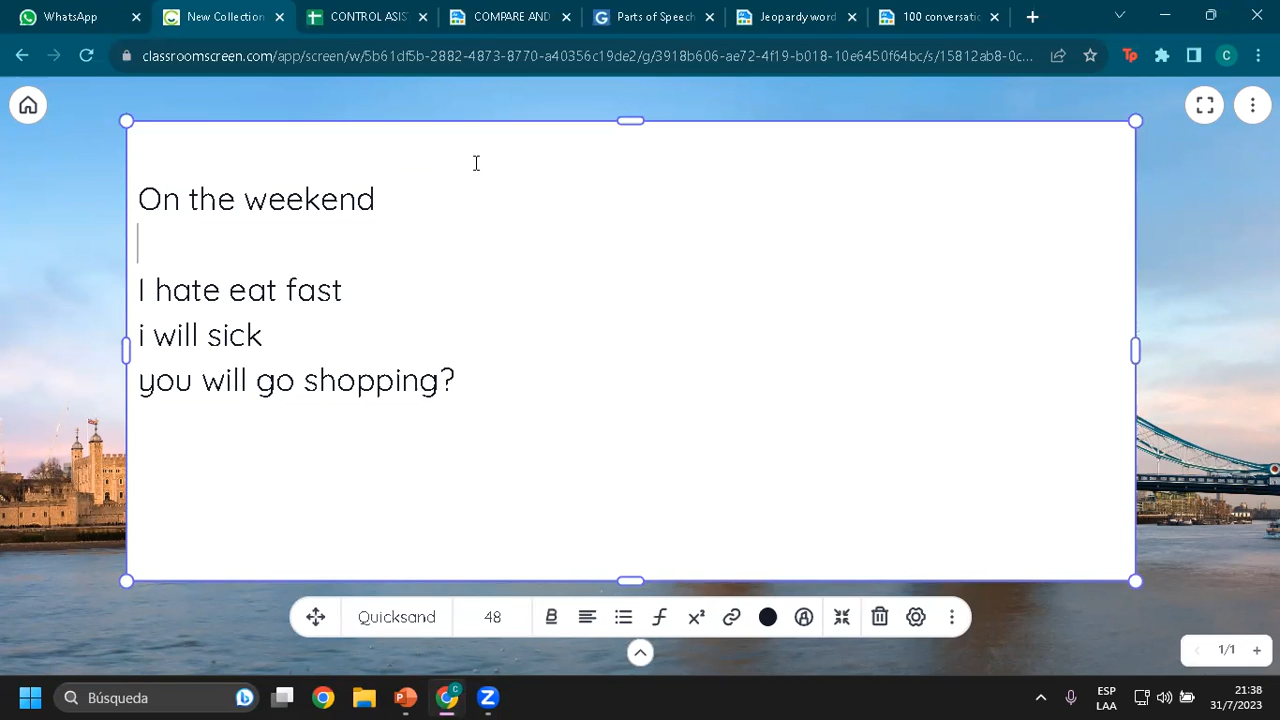 WhatsApp
New Collection
CONTROL ASIS
COMPARE AND
Parts of Speech
Jeopardy word
100 conversatic
classroomscreen.com/app/screen/w/5b61df5b-2882-4873-8770-a40356c19de2/g/3918b606-ae72-4f19-b018-10e6450f64bc/s/15812ab8-0c...
C
On the weekend
I hate eat fast
i will sick
you will go shopping?
Quicksand
48
B
1/1
Búsqueda
ESP
LAA
21:38
31/7/2023